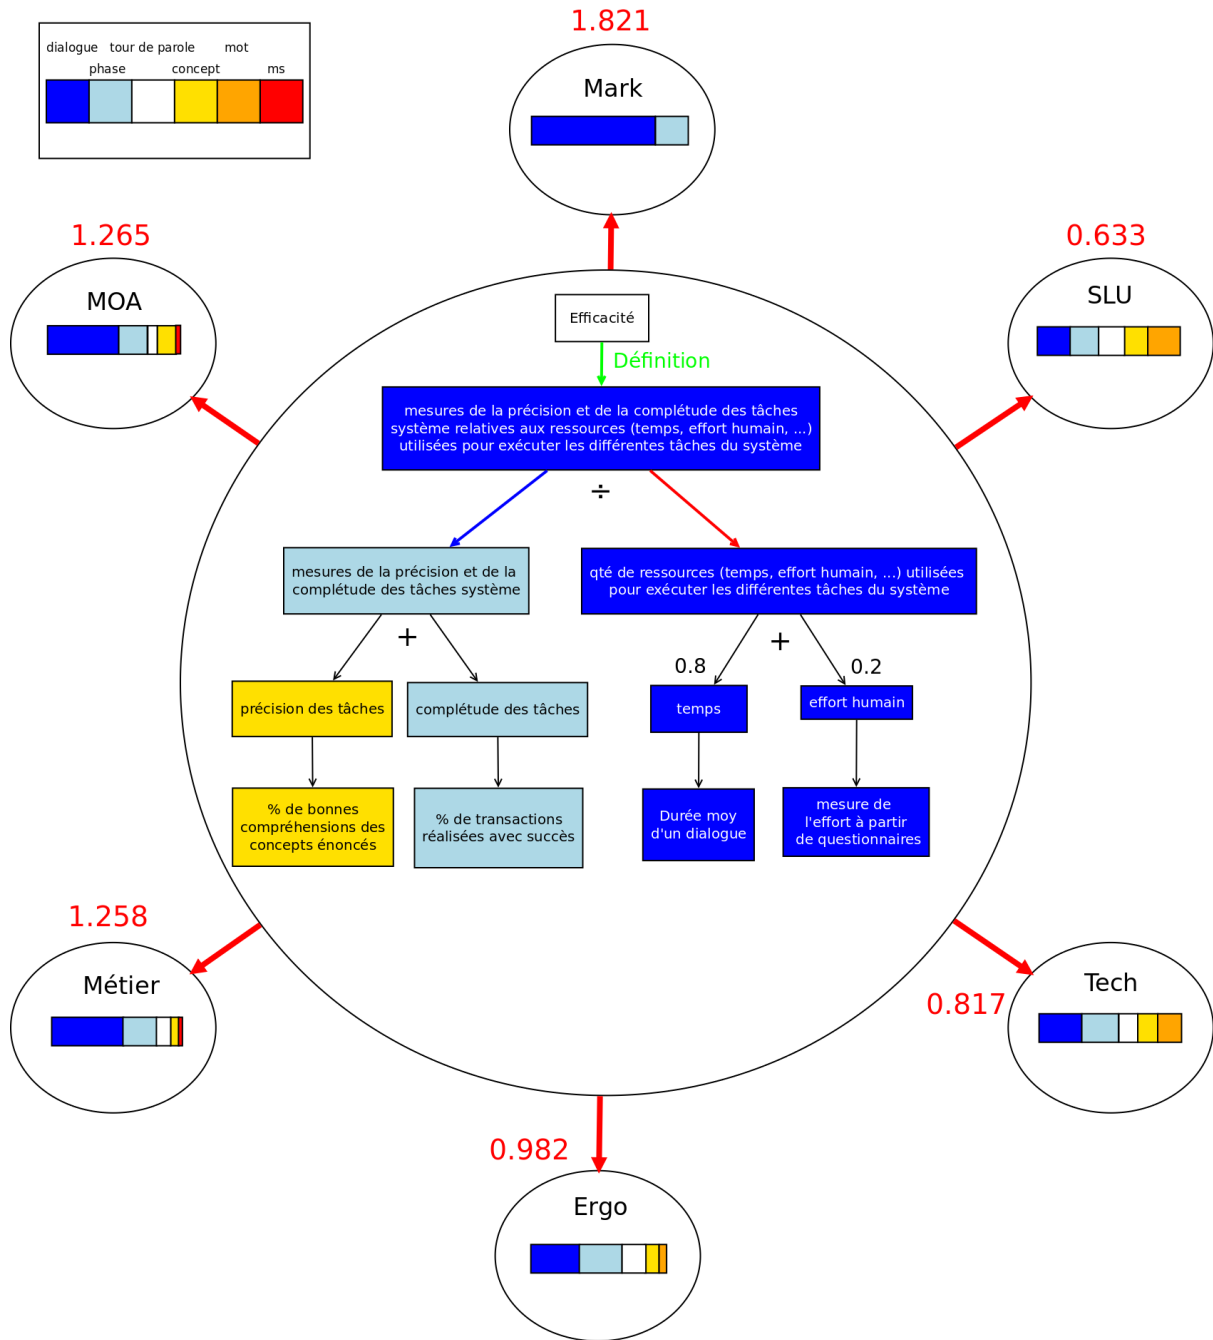 1.821
dialogue tour de parole mot
phase concept ms
Mark
1.265
0.633
MOA
SLU
Efficacité
Définition
mesures de la précision et de la complétude des tâches
système relatives aux ressources (temps, effort humain, ...)
utilisées pour exécuter les différentes tâches du système
÷
mesures de la précision et de la
complétude des tâches système
qté de ressources (temps, effort humain, ...) utilisées
pour exécuter les différentes tâches du système
+
+
0.8
0.2
précision des tâches
complétude des tâches
temps
effort humain
% de bonnes
compréhensions des
concepts énoncés
% de transactions
réalisées avec succès
Durée moy
d'un dialogue
mesure de
l'effort à partir
de questionnaires
1.258
Métier
Tech
0.817
0.982
Ergo